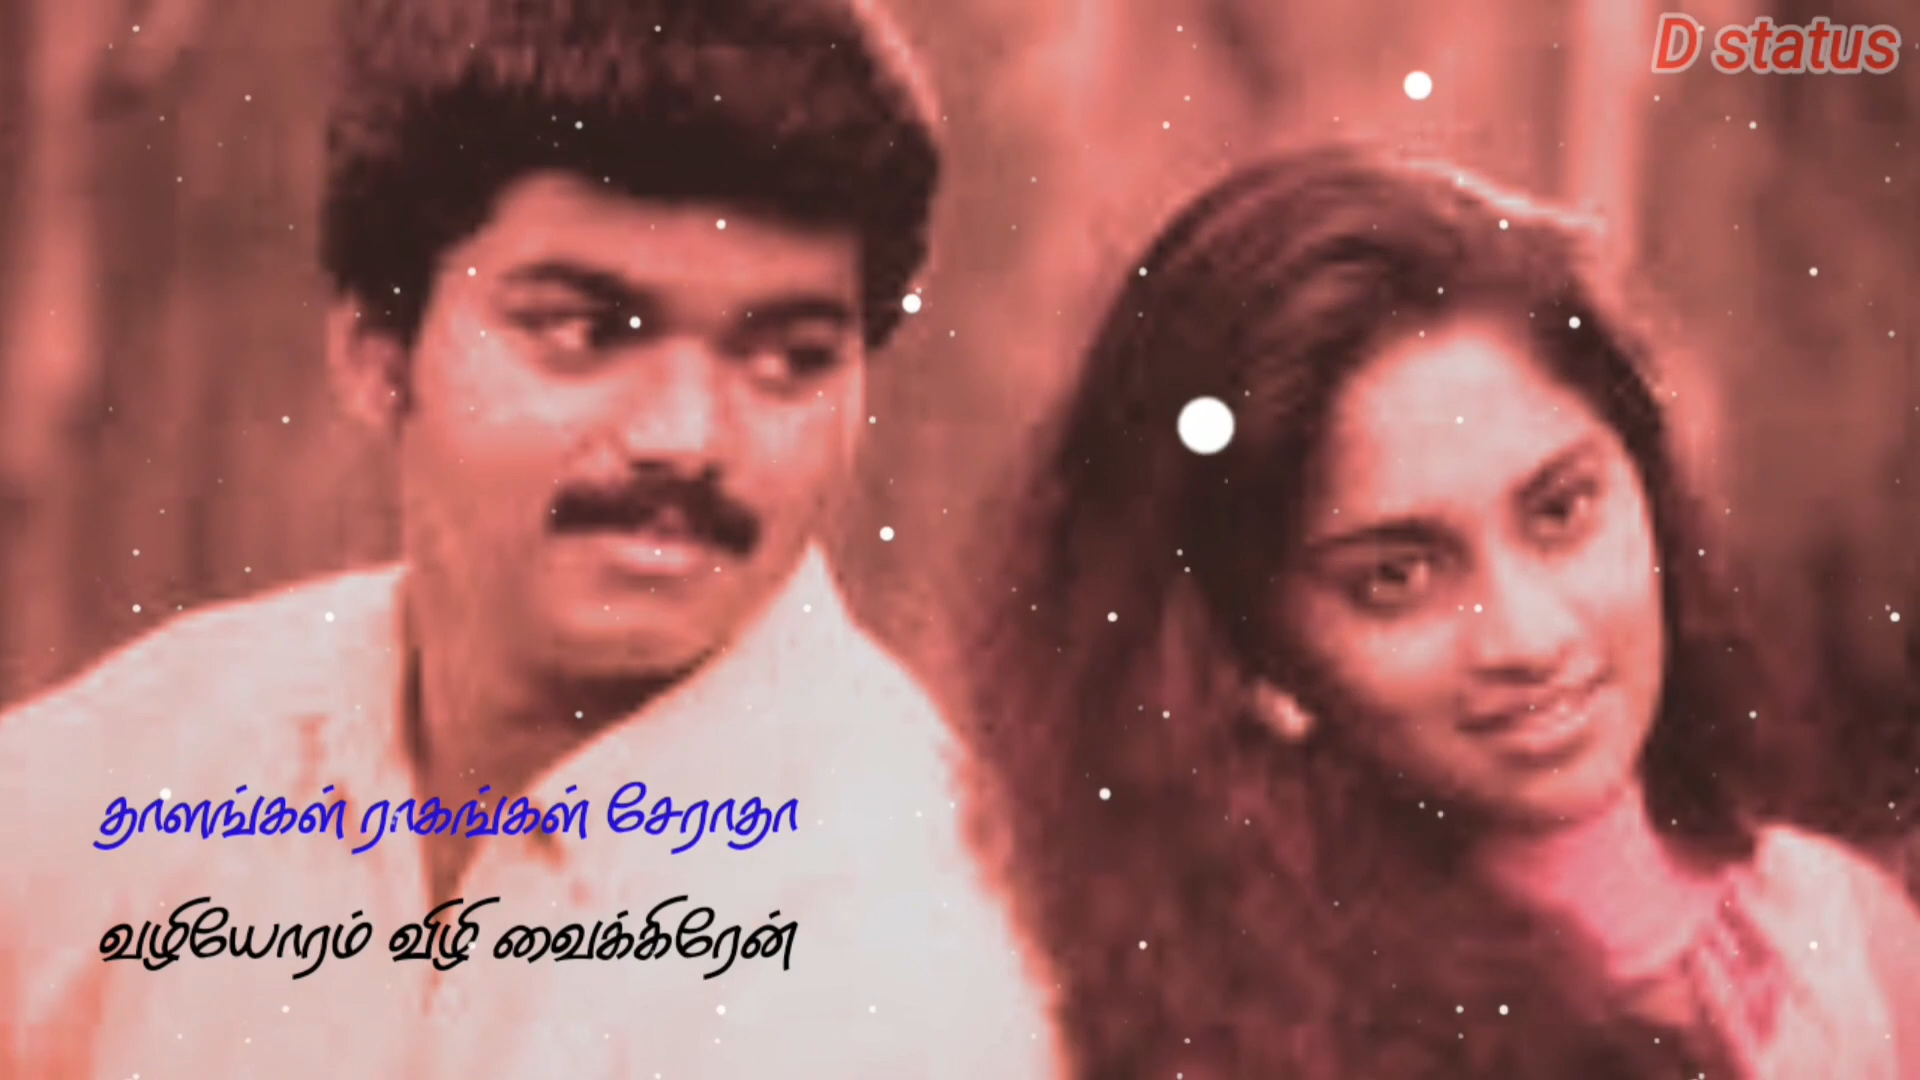 D status
தாளங்கள் ராகங்கள் சேராதா
வழியோரம் விழி வைக்கிரேன்